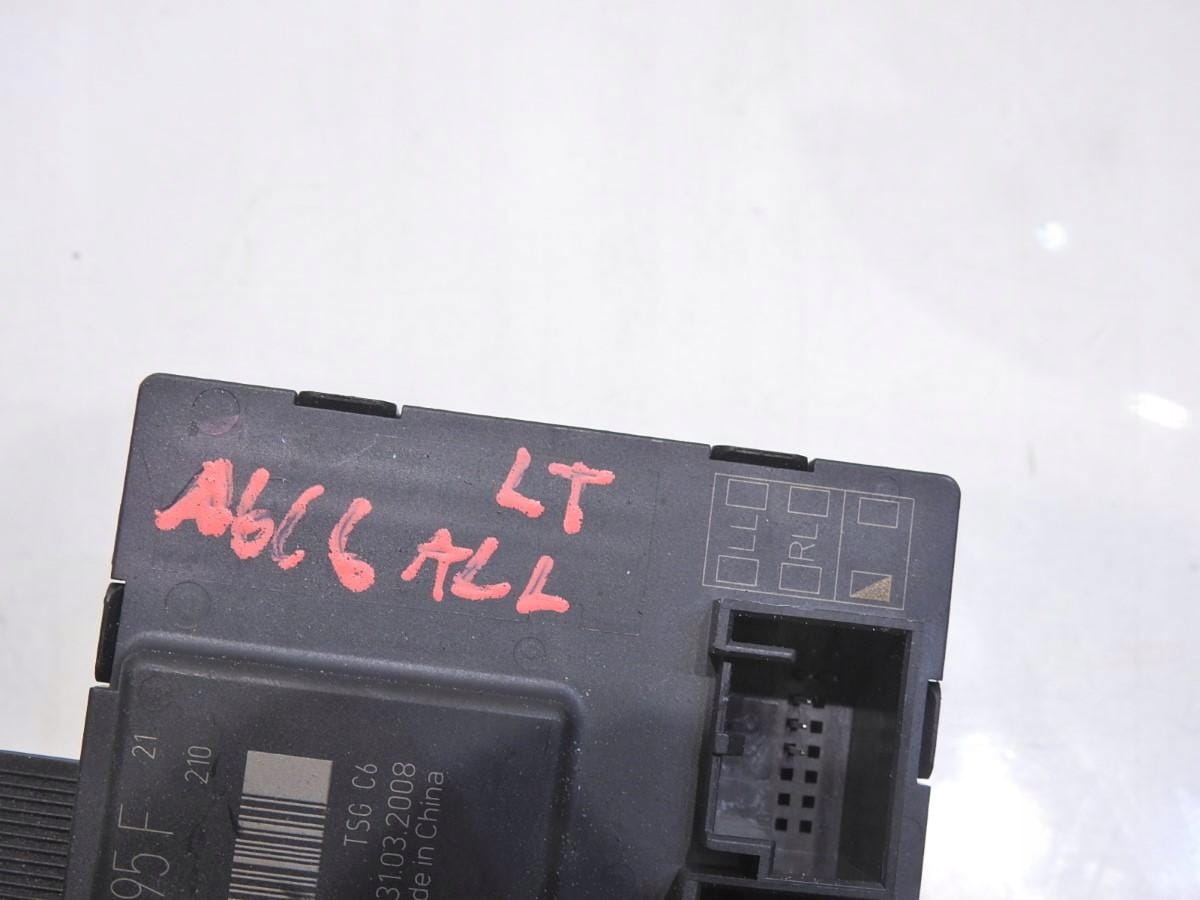 LT
A6C6 ALL
LL
RL
21
210
95 F
TSG C6
31.03.2008
de in China